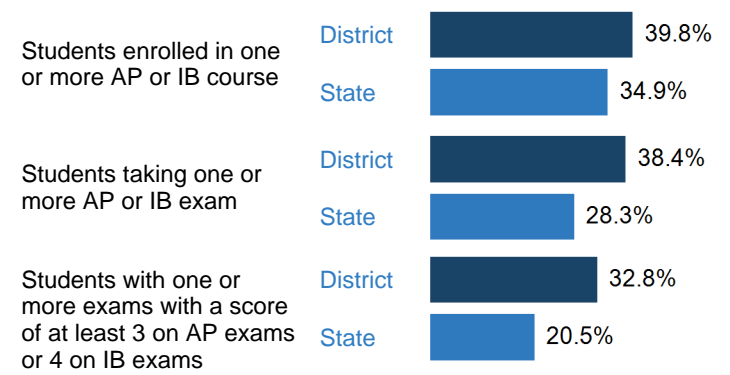 Students enrolled in one
or more AP or IB course
District
39.8%
State
34.9%
Students taking one or
more AP or IB exam
District
38.4%
State
28.3%
Students with one or
more exams with a score
of at least 3 on AP exams
or 4 on IB exams
District
32.8%
State
20.5%